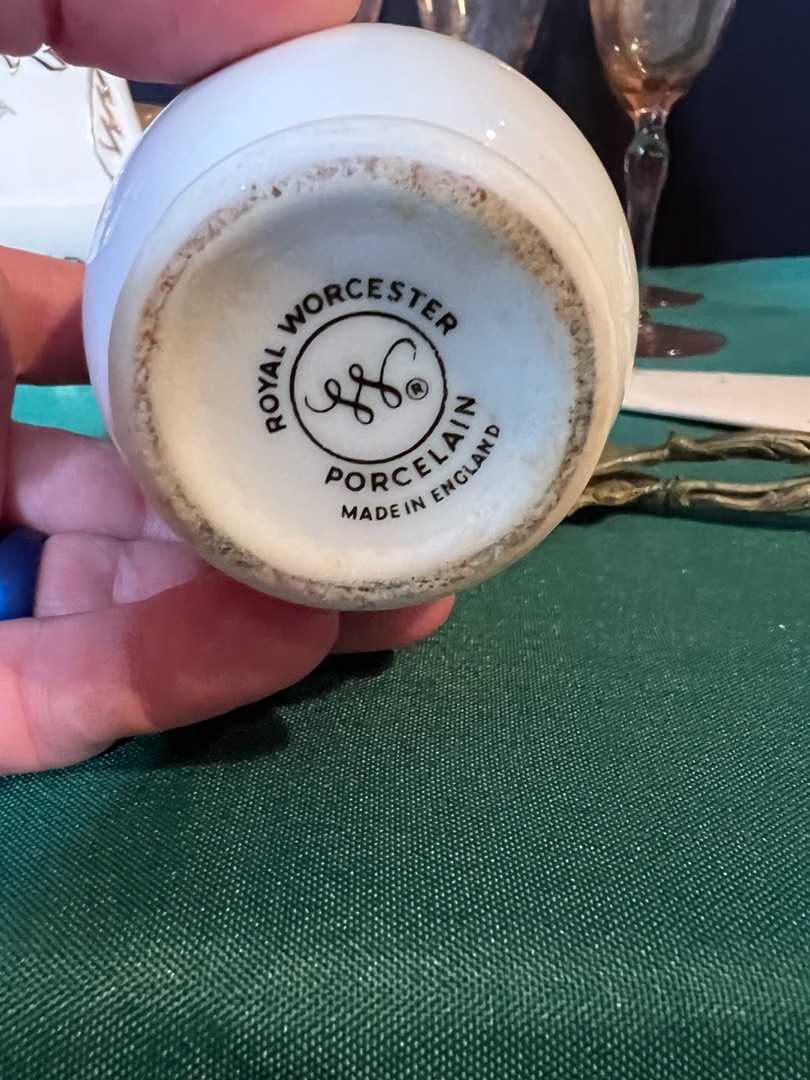 ROYAL WORCESTER
W ®
PORCELAIN
MADE IN ENGLAND